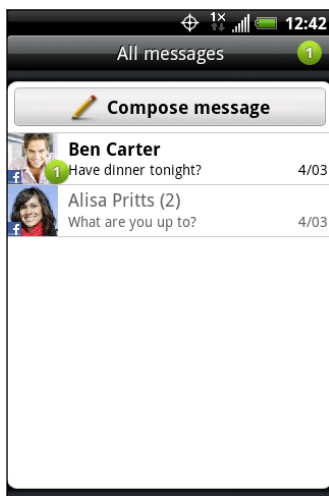 1X 12:42
All messages 1
Compose message
Ben Carter
1 Have dinner tonight? 4/03
Alisa Pritts (2)
What are you up to? 4/03